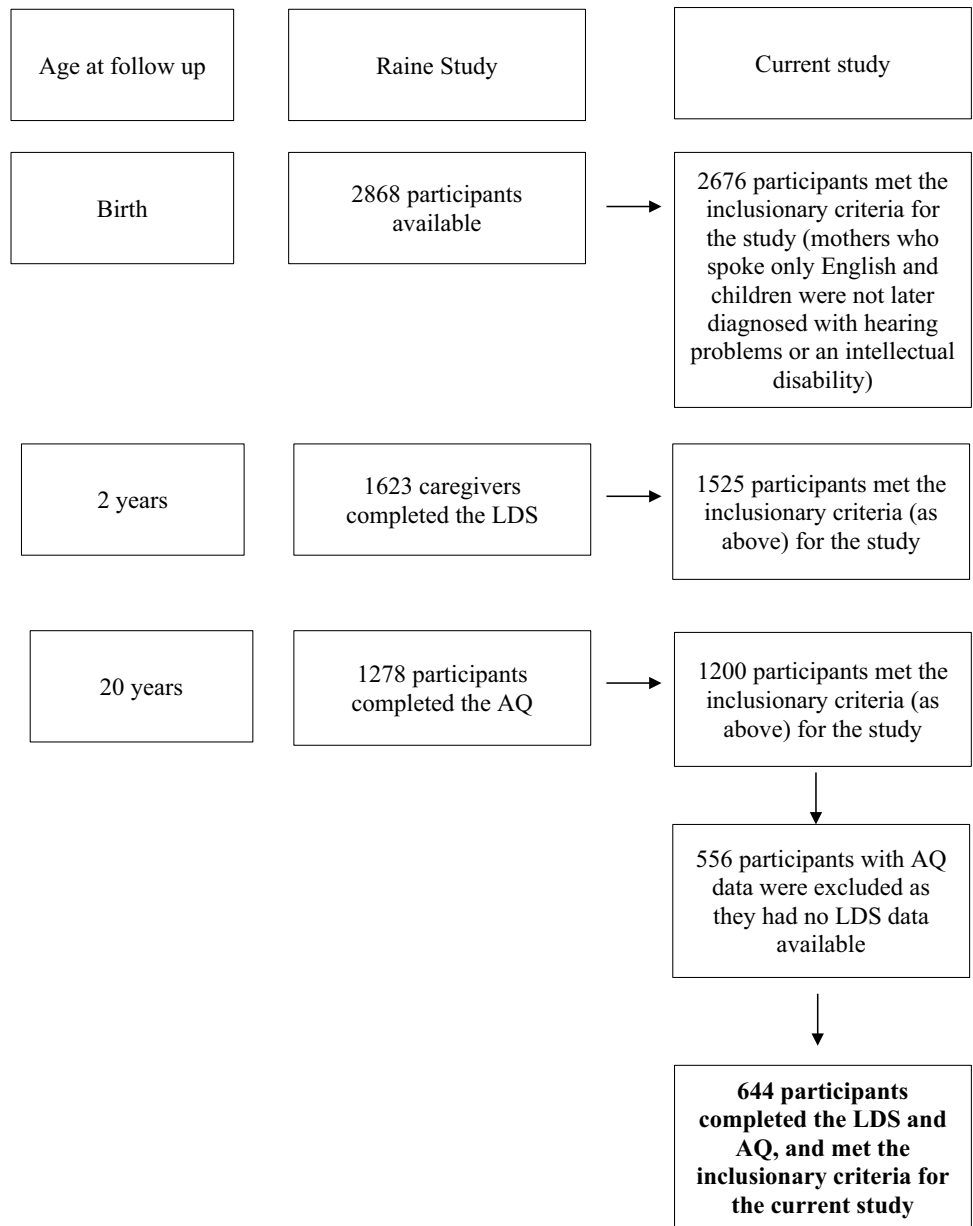 Age at follow up
Raine Study
Current study
Birth
2868 participants
available
2676 participants met the
inclusionary criteria for
the study (mothers who
spoke only English and
children were not later
diagnosed with hearing
problems or an intellectual
disability)
2 years
1623 caregivers
completed the LDS
1525 participants met the
inclusionary criteria (as
above) for the study
20 years
1278 participants
completed the AQ
1200 participants met the
inclusionary criteria (as
above) for the study
556 participants with AQ
data were excluded as
they had no LDS data
available
644 participants
completed the LDS and
AQ, and met the
inclusionary criteria for
the current study